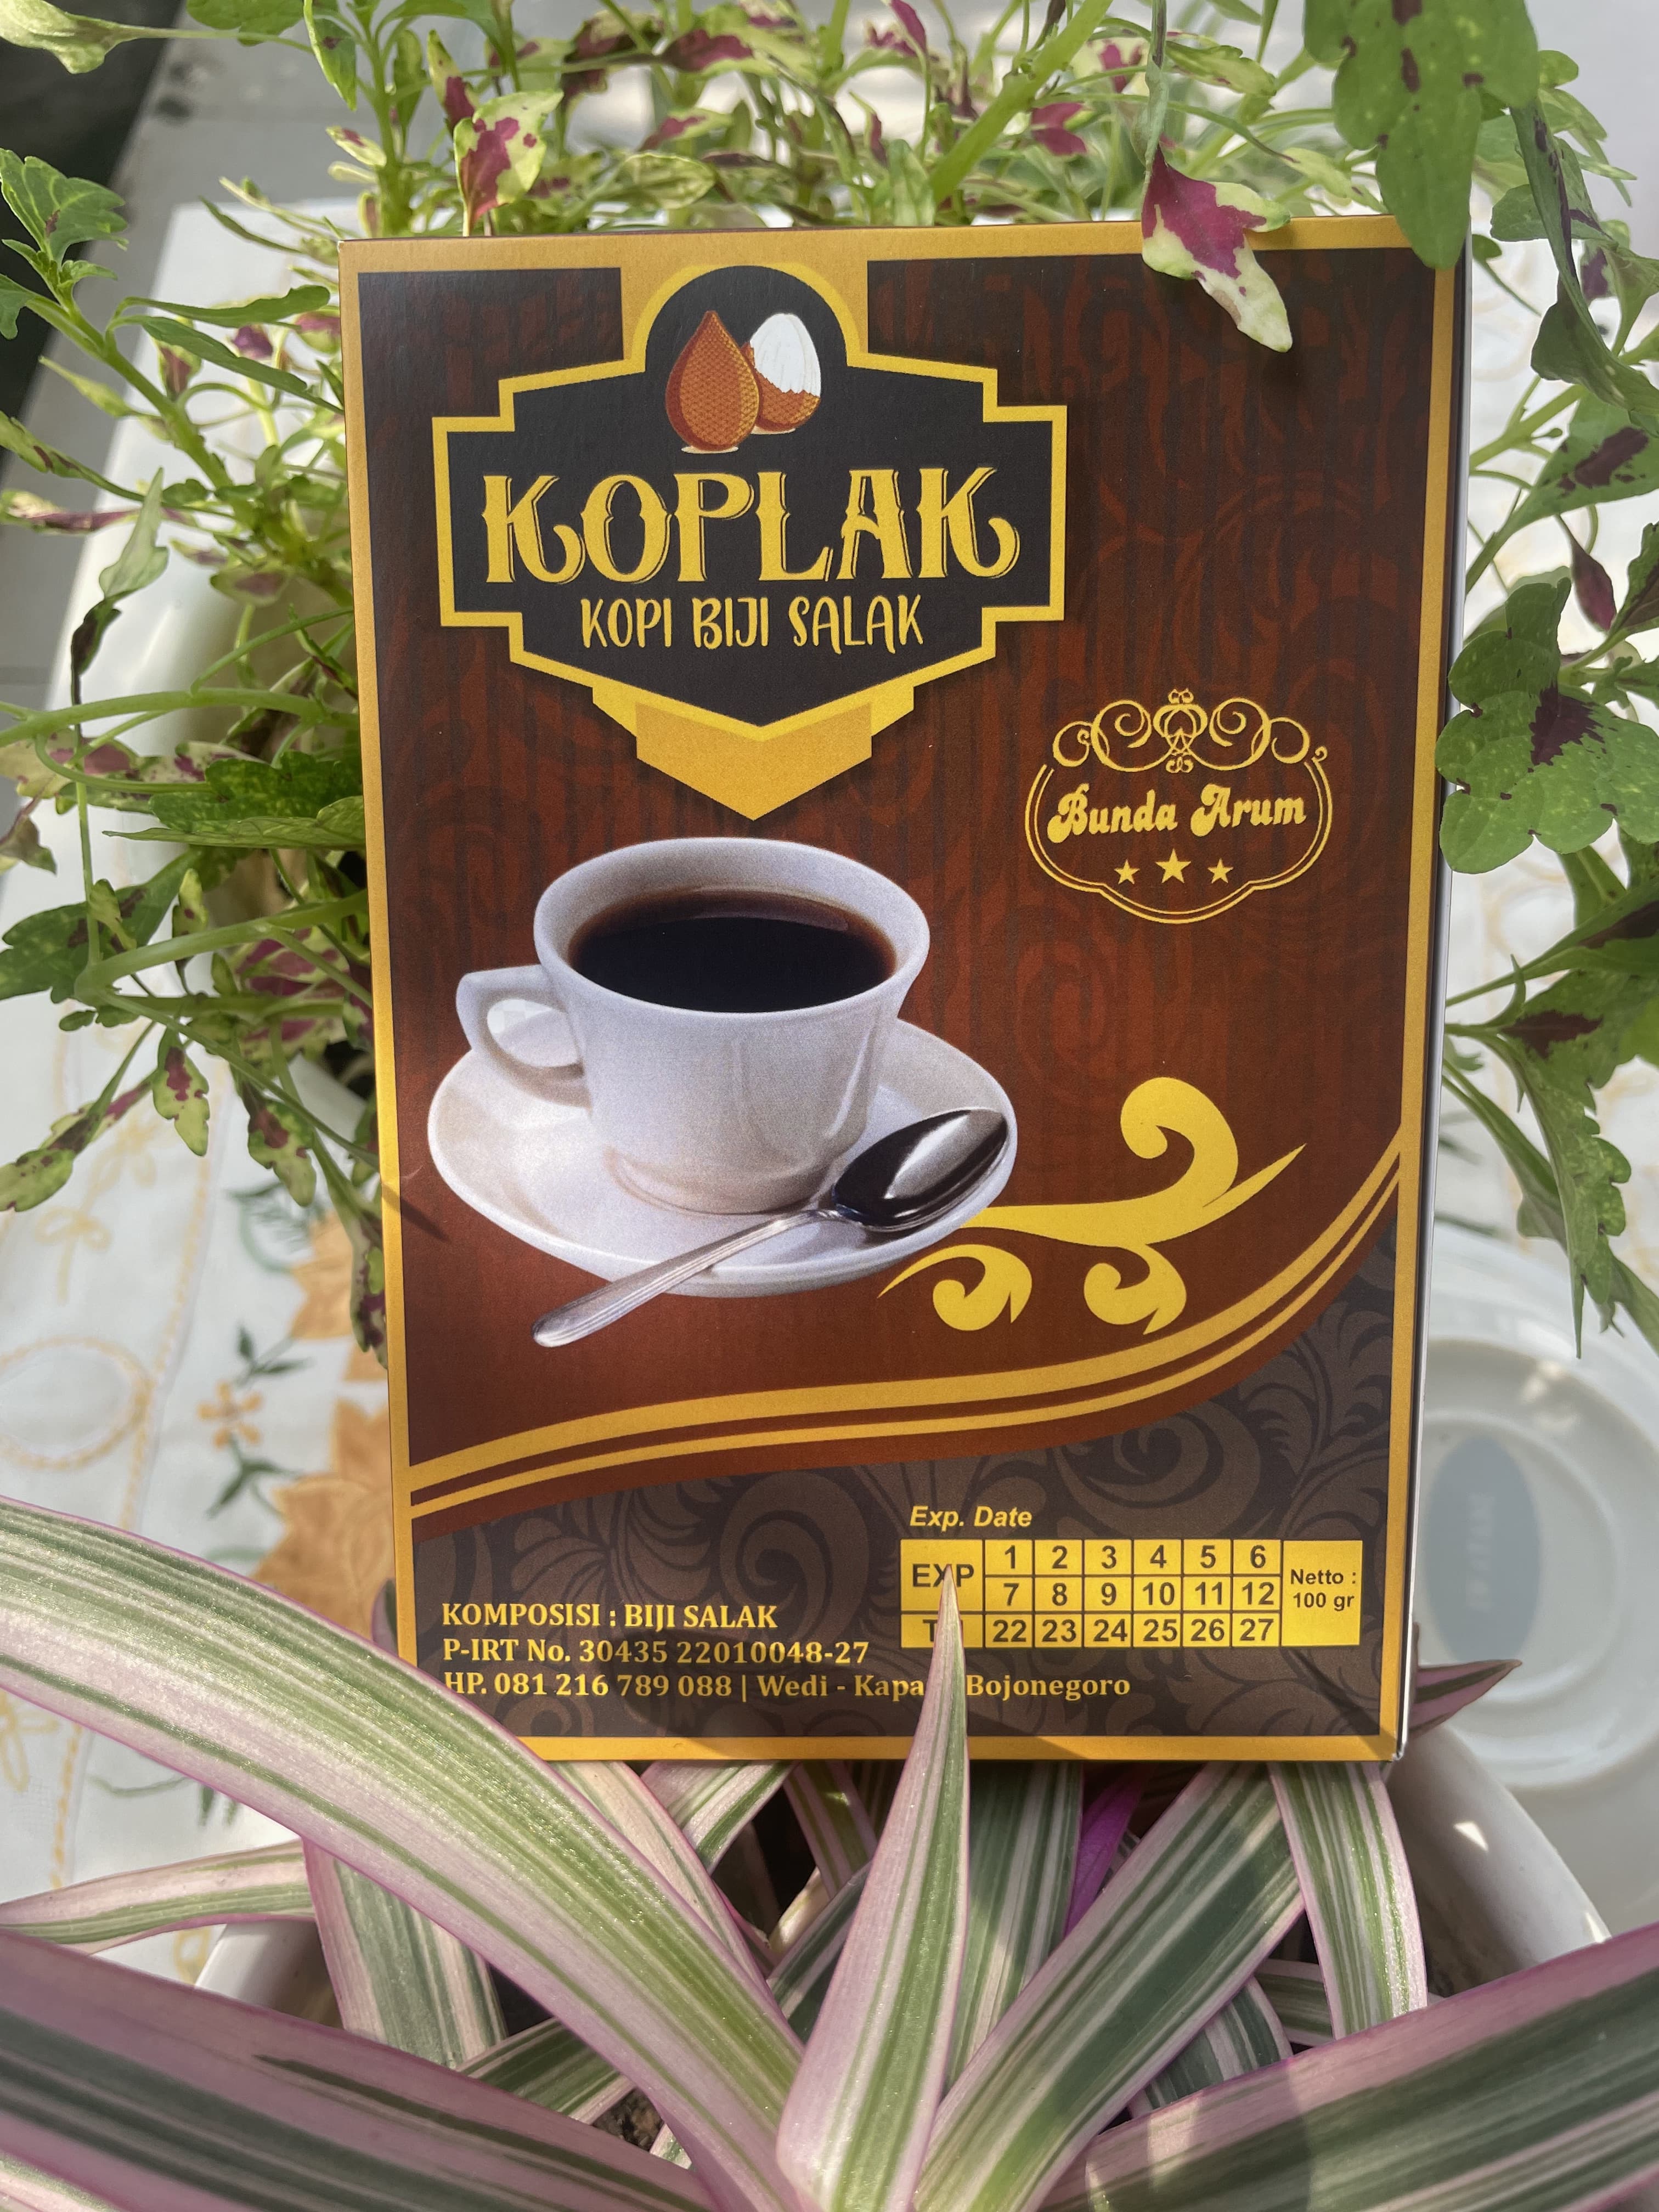 KOPLAK
KOPI BIJI SALAK
Bunda Arum
Exp. Date
EXP 1 2 3 4 5 6
7 8 9 10 11 12
22 23 24 25 26 27
Netto :
100 gr
KOMPOSISI : BIJI SALAK
P-IRT No. 30435 22010048-27
HP. 081 216 789 088 | Wedi - Kapa Bojonegoro